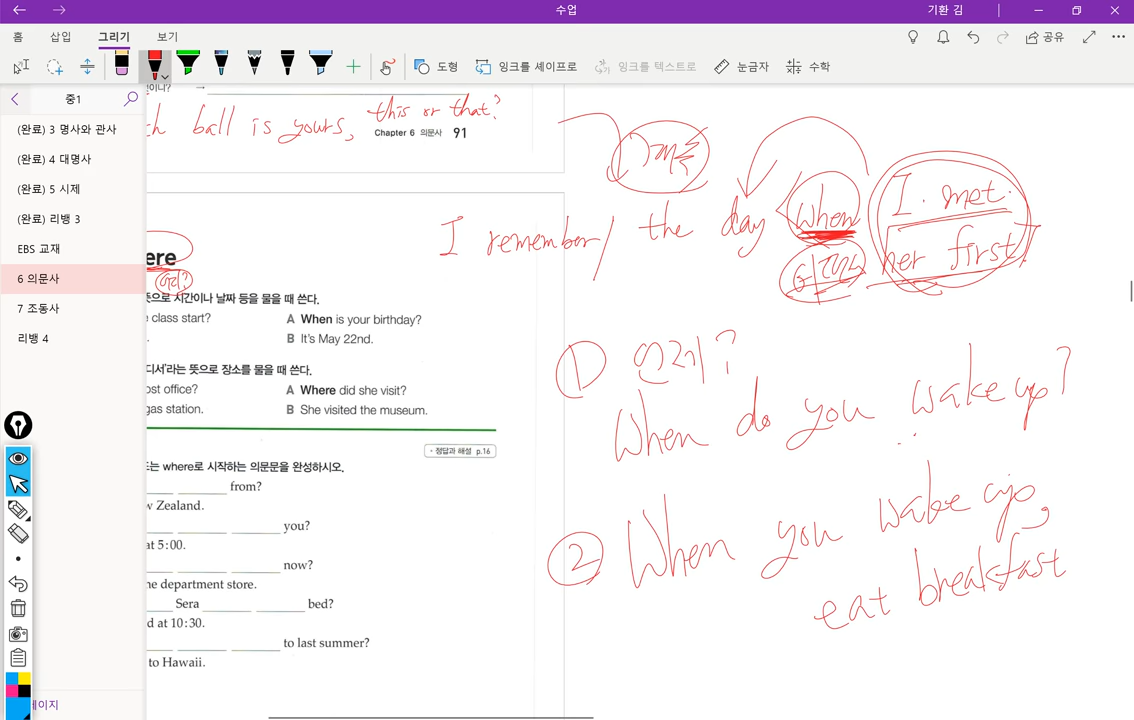 수업
기환 김
홈 삽입 그리기 보기
도형 잉크를 셰이프로 잉크를 텍스트로 눈금자 수학
공유
중1
(완료) 3 명사와 관사
(완료) 4 대명사
(완료) 5 시제
(완료) 리뱅 3
EBS 교재
6 의문사
7 조동사
리뱅 4
이나? →
ch ball is yours, this or that?
Chapter 6 의문사 91
ere
어디?
뜻으로 시간이나 날짜 등을 물을 때 쓴다.
e class start? A When is your birthday?
rt. B It's May 22nd.
디서'라는 뜻으로 장소를 물을 때 쓴다.
ost office? A Where did she visit?
gas station. B She visited the museum.
• 정답과 해설 p.16
또는 where로 시작하는 의문문을 완성하시오.
from?
w Zealand.
you?
at 5:00.
now?
he department store.
Sera bed?
d at 10:30.
to last summer?
to Hawaii.
페이지
I remember / the day when I met
her first
① 언제?
When do you wake up?
② When you wake up,
eat breakfast